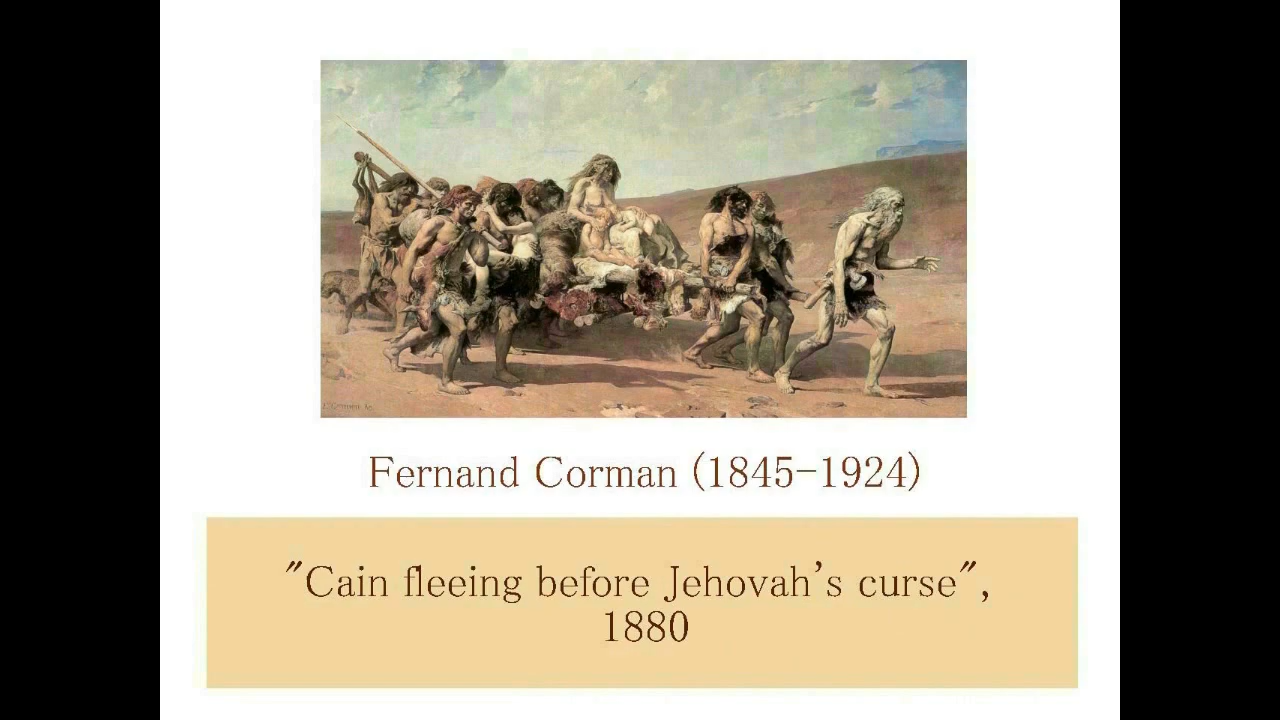 Fernand Corman (1845-1924)
"Cain fleeing before Jehovah's curse",
1880